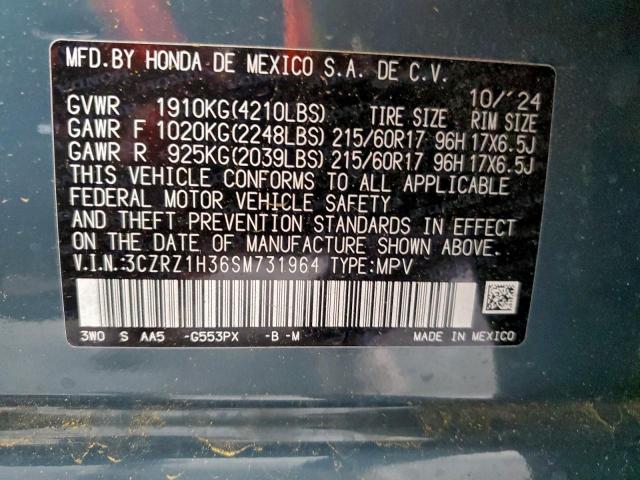 MFD.BY HONDA DE MEXICO S.A. DE C.V.
10/'24
GVWR 1910KG(4210LBS) TIRE SIZE RIM SIZE
GAWR F 1020KG(2248LBS) 215/60R17 96H 17X6.5J
GAWR R 925KG(2039LBS) 215/60R17 96H 17X6.5J
THIS VEHICLE CONFORMS TO ALL APPLICABLE
FEDERAL MOTOR VEHICLE SAFETY
AND THEFT PREVENTION STANDARDS IN EFFECT
ON THE DATE OF MANUFACTURE SHOWN ABOVE.
V.I.N:3CZRZ1H36SM731964 TYPE:MPV
3W0 S AA5 -G553PX -B -M MADE IN MEXICO